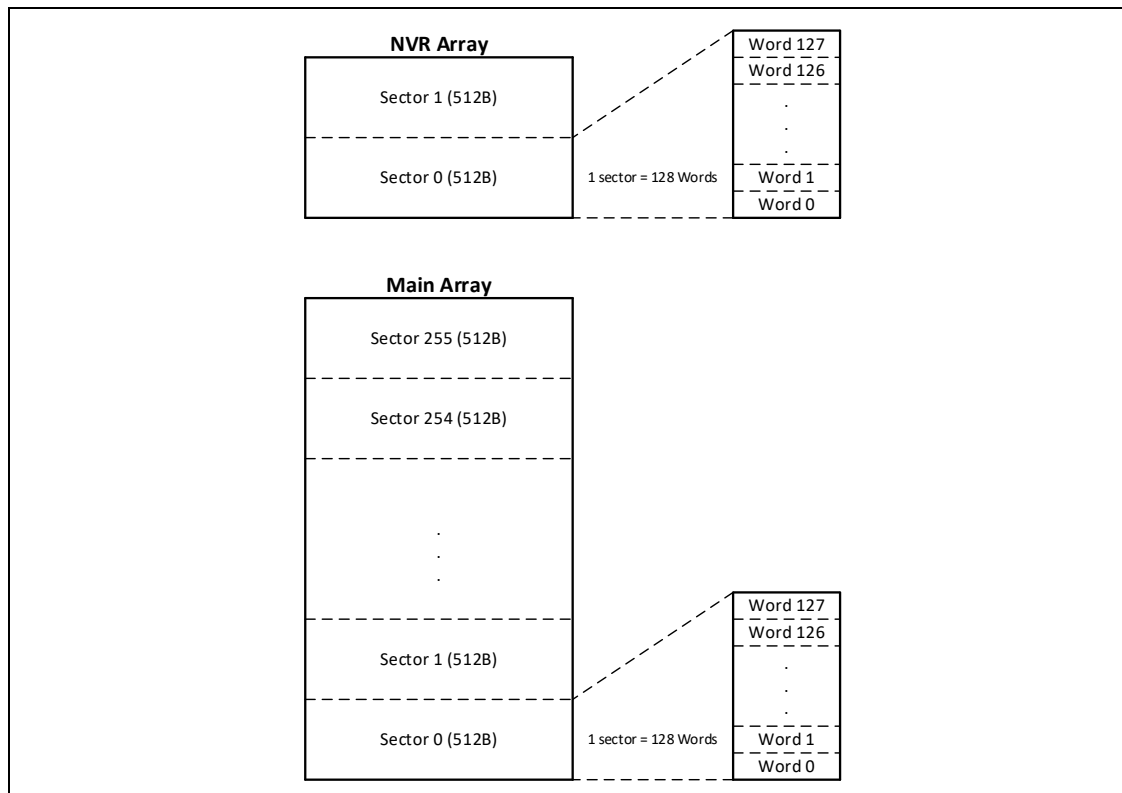 NVR Array
Word 127
Word 126
.
.
.
Word 1
Word 0
Sector 1 (512B)
Sector 0 (512B)
1 sector = 128 Words
Main Array
Sector 255 (512B)
Sector 254 (512B)
.
.
.
Sector 1 (512B)
Sector 0 (512B)
1 sector = 128 Words
Word 127
Word 126
.
.
.
Word 1
Word 0